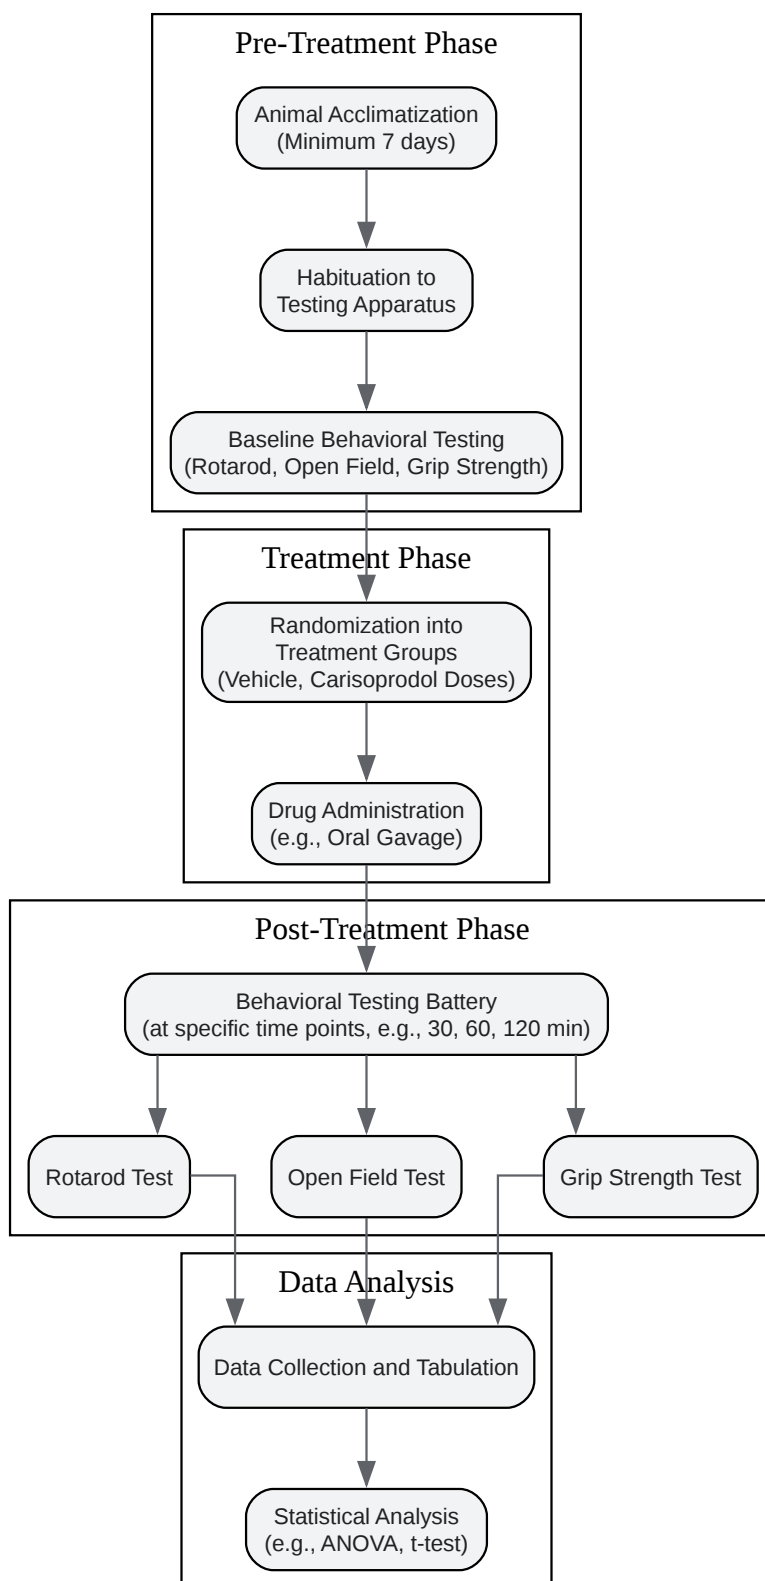 Pre-Treatment Phase
Animal Acclimatization
(Minimum 7 days)
Habituation to
Testing Apparatus
Baseline Behavioral Testing
(Rotarod, Open Field, Grip Strength)
Treatment Phase
Randomization into
Treatment Groups
(Vehicle, Carisoprodol Doses)
Drug Administration
(e.g., Oral Gavage)
Post-Treatment Phase
Behavioral Testing Battery
(at specific time points, e.g., 30, 60, 120 min)
Rotarod Test
Open Field Test
Grip Strength Test
Data Analysis
Data Collection and Tabulation
Statistical Analysis
(e.g., ANOVA, t-test)